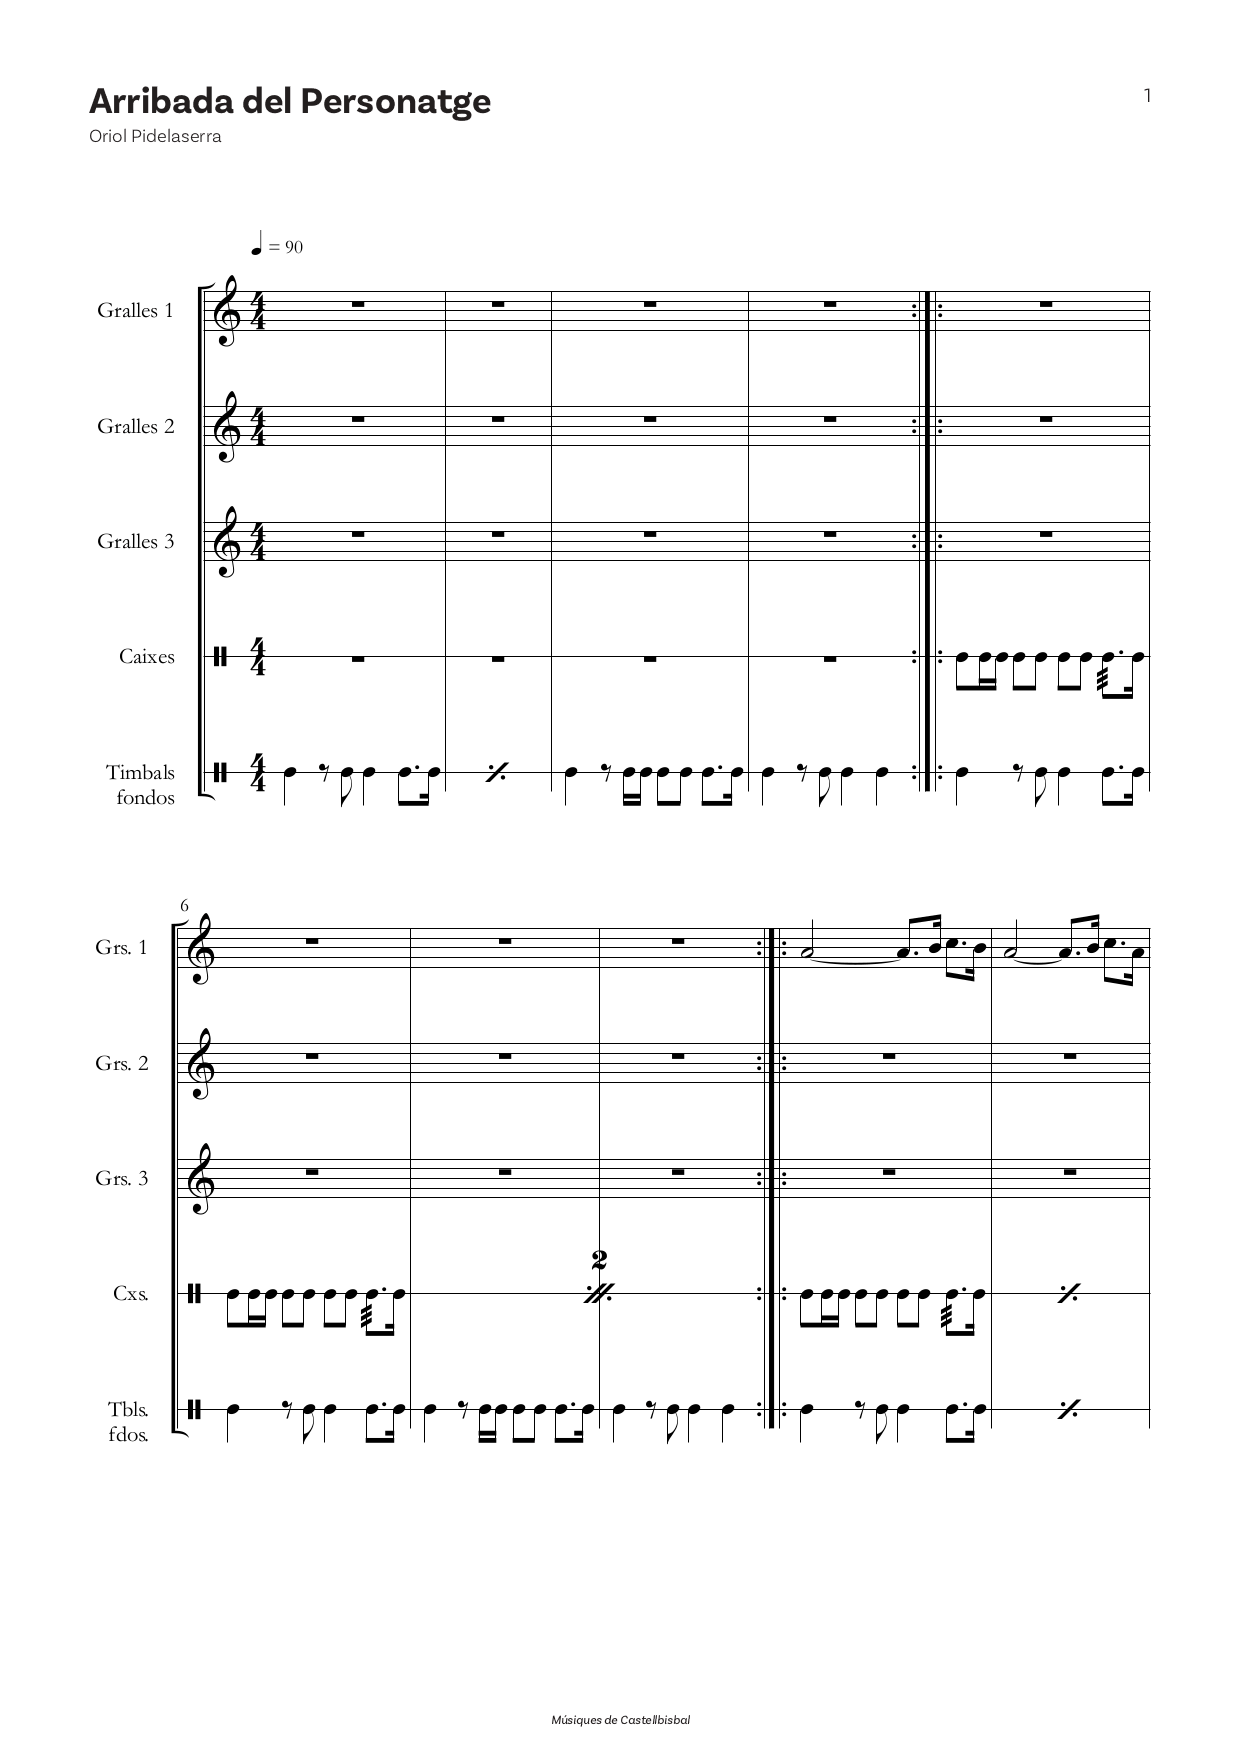 Arribada del Personatge
1
Oriol Pidelaserra
= 90
Gralles 1
Gralles 2
Gralles 3
Caixes
Timbals
fondos
6
Grs. 1
Grs. 2
Grs. 3
2
Cxs.
Tbls.
fdos.
Músiques de Castellbisbal